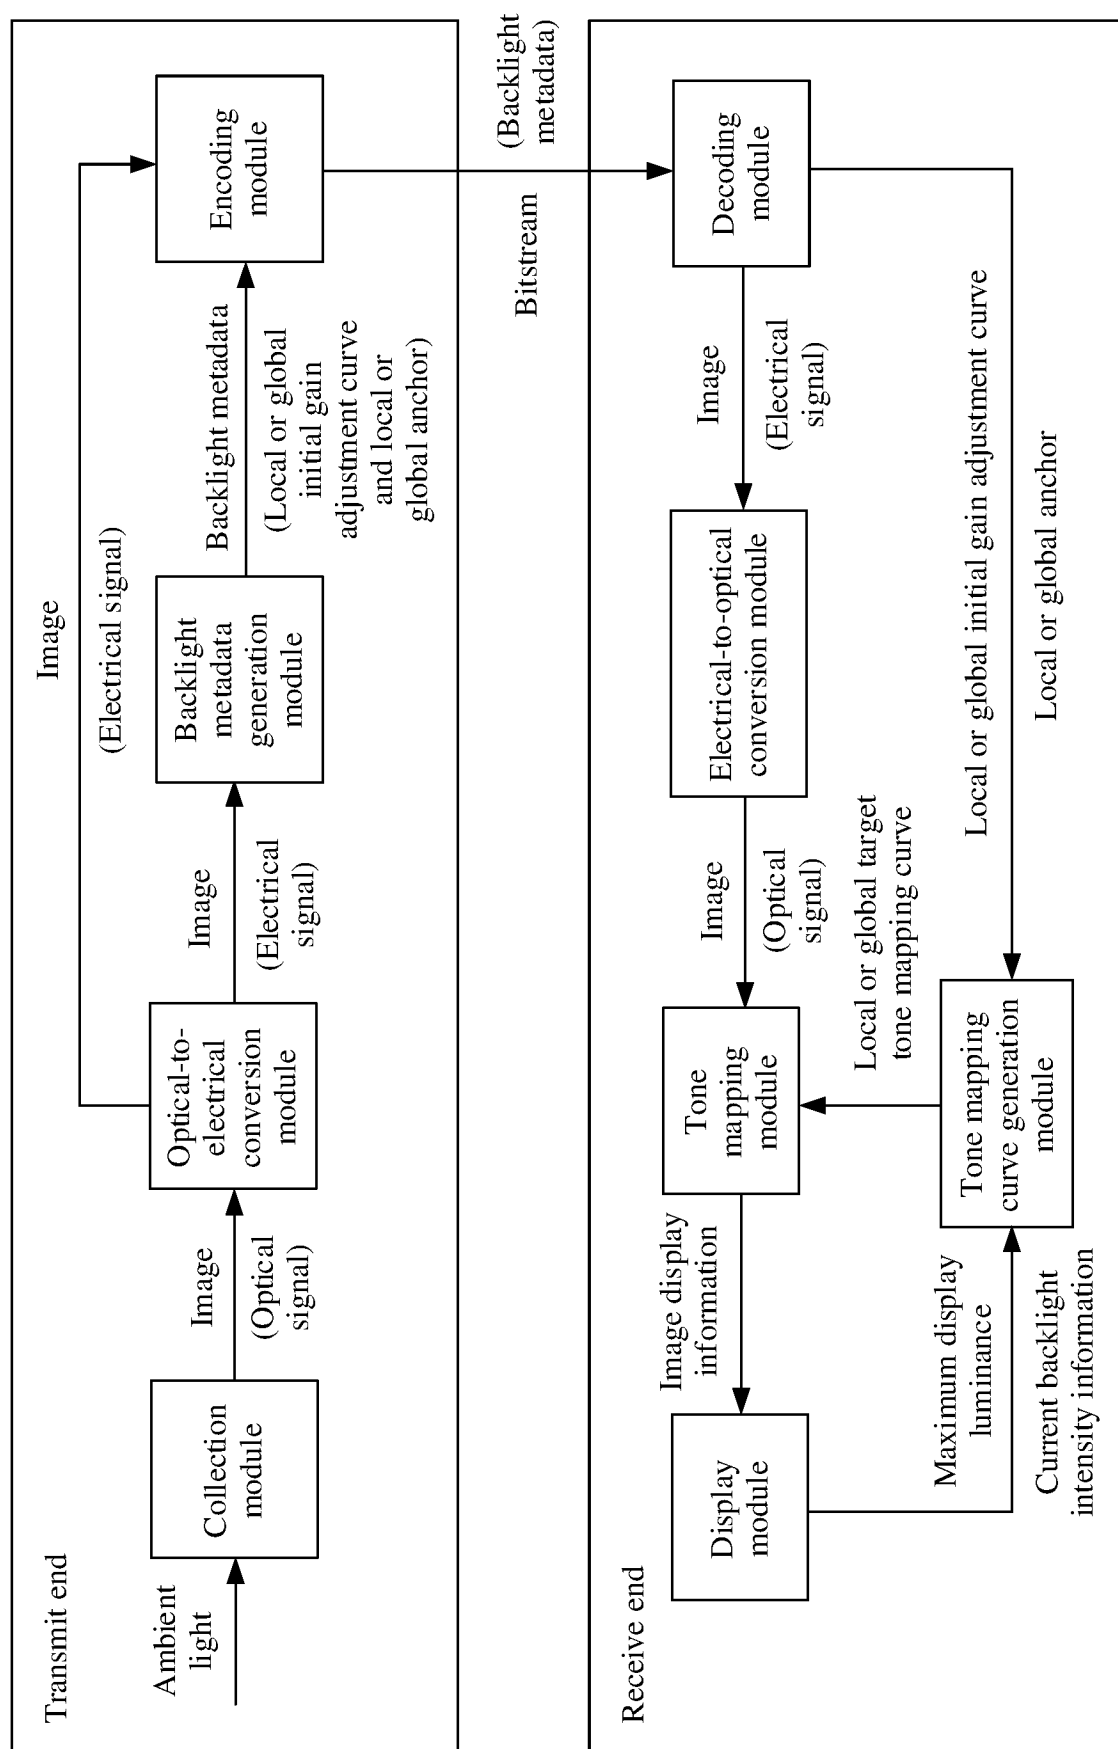 Transmit end
Ambient
light
Collection
module
Image
(Optical
signal)
Optical-to-
electrical
conversion
module
Image
(Electrical signal)
Image
(Electrical
signal)
Backlight
metadata
generation
module
Backlight metadata
(Local or global
initial gain
adjustment curve
and local or
global anchor)
Encoding
module
Bitstream
(Backlight
metadata)
Receive end
Decoding
module
Image
(Electrical
signal)
Electrical-to-optical
conversion module
Image
(Optical
signal)
Tone
mapping
module
Image display
information
Display
module
Local or global target
tone mapping curve
Tone mapping
curve generation
module
Maximum display
luminance
Current backlight
intensity information
Local or global initial gain adjustment curve
Local or global anchor